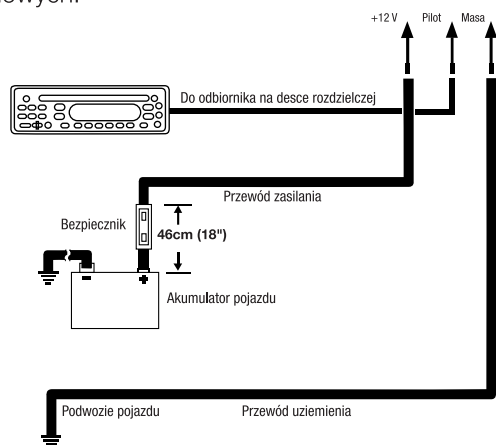 +12 V Pilot Masa
Do odbiornika na desce rozdzielczej
Przewód zasilania
Bezpiecznik
46cm (18")
Akumulator pojazdu
Podwozie pojazdu
Przewód uziemienia